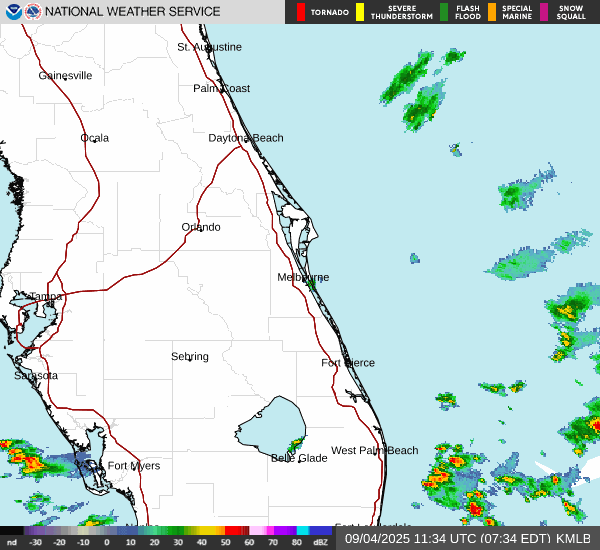 NATIONAL WEATHER SERVICE
TORNADO
SEVERE THUNDERSTORM
FLASH FLOOD
SPECIAL MARINE
SNOW SQUALL
St. Augustine
Gainesville
Palm Coast
Ocala
Daytona Beach
Orlando
Melbourne
Tampa
Sebring
Fort Pierce
Sarasota
West Palm Beach
Belle Glade
Fort Myers
nd -30 -20 -10 0 10 20 30 40 50 60 70 80 dBZ
09/04/2025 11:34 UTC (07:34 EDT) KMLB